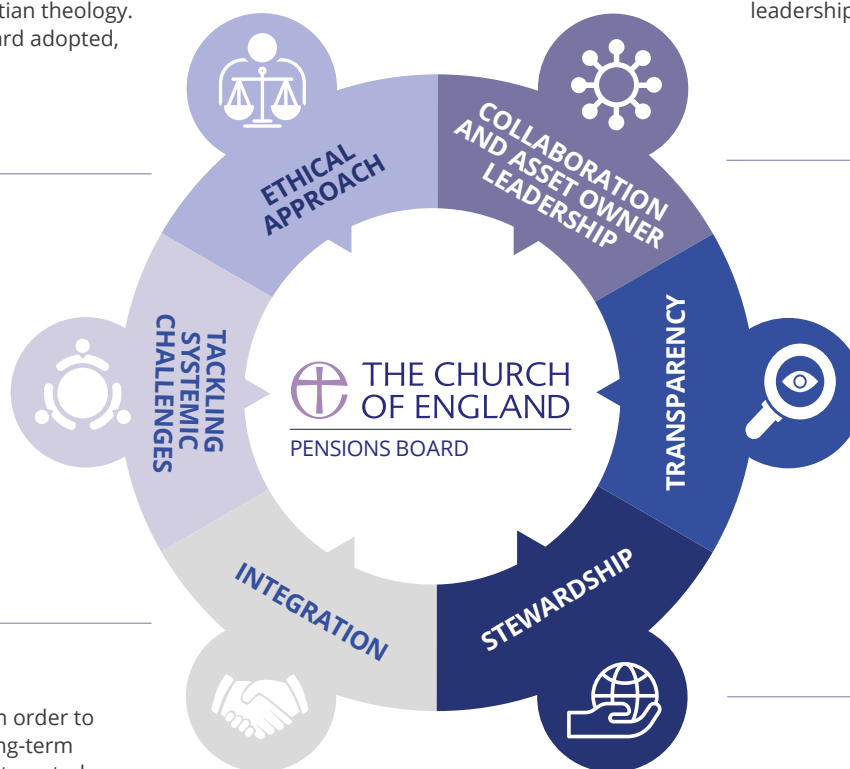 tian theology.
rd adopted,
leadership
ETHICAL
APPROACH
COLLABORATION
AND ASSET OWNER
LEADERSHIP
TRANSPARENCY
STEWARDSHIP
INTEGRATION
TACKLING
SYSTEMIC
CHALLENGES
THE CHURCH
OF ENGLAND
PENSIONS BOARD
n order to
ng-term